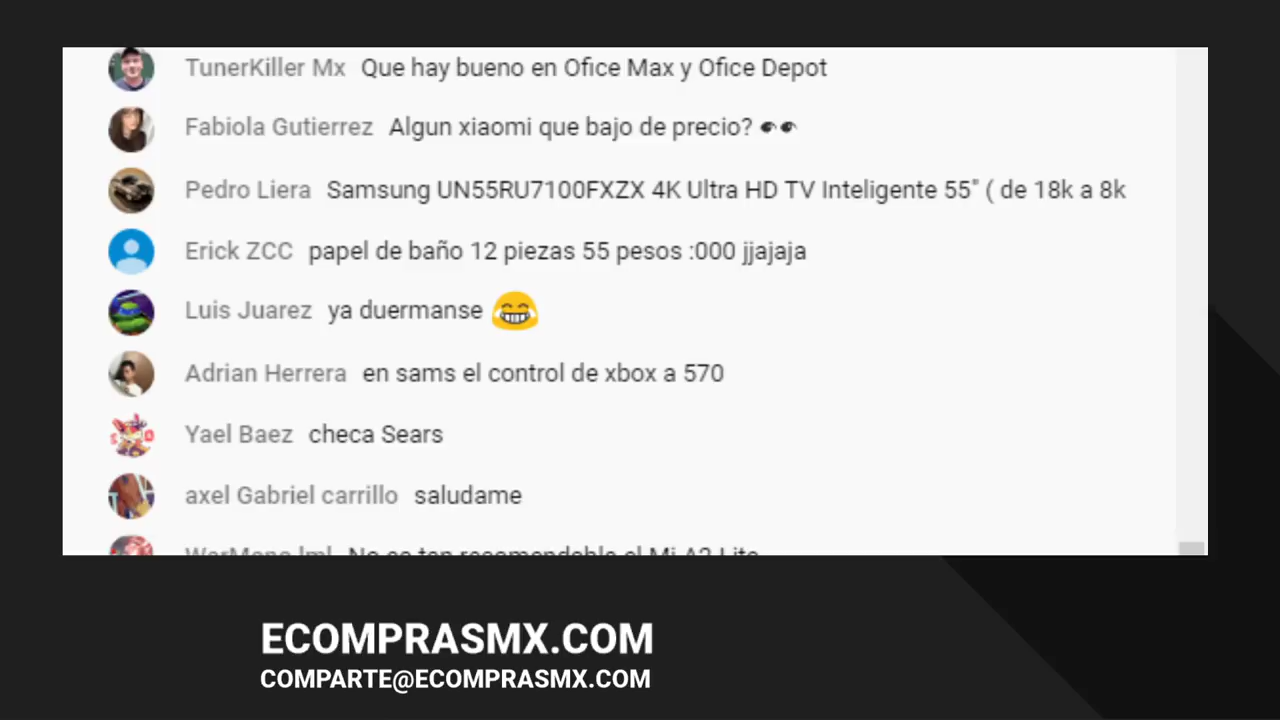 TunerKiller Mx Que hay bueno en Ofice Max y Ofice Depot
Fabiola Gutierrez Algun xiaomi que bajo de precio?
Pedro Liera Samsung UN55RU7100FXZX 4K Ultra HD TV Inteligente 55" ( de 18k a 8k
Erick ZCC papel de baño 12 piezas 55 pesos :000 jjajaja
Luis Juarez ya duermanse
Adrian Herrera en sams el control de xbox a 570
Yael Baez checa Sears
axel Gabriel carrillo saludame
No es tan recomendable el Mi A2 Lite
ECOMPRASMX.COM
COMPARTE@ECOMPRASMX.COM